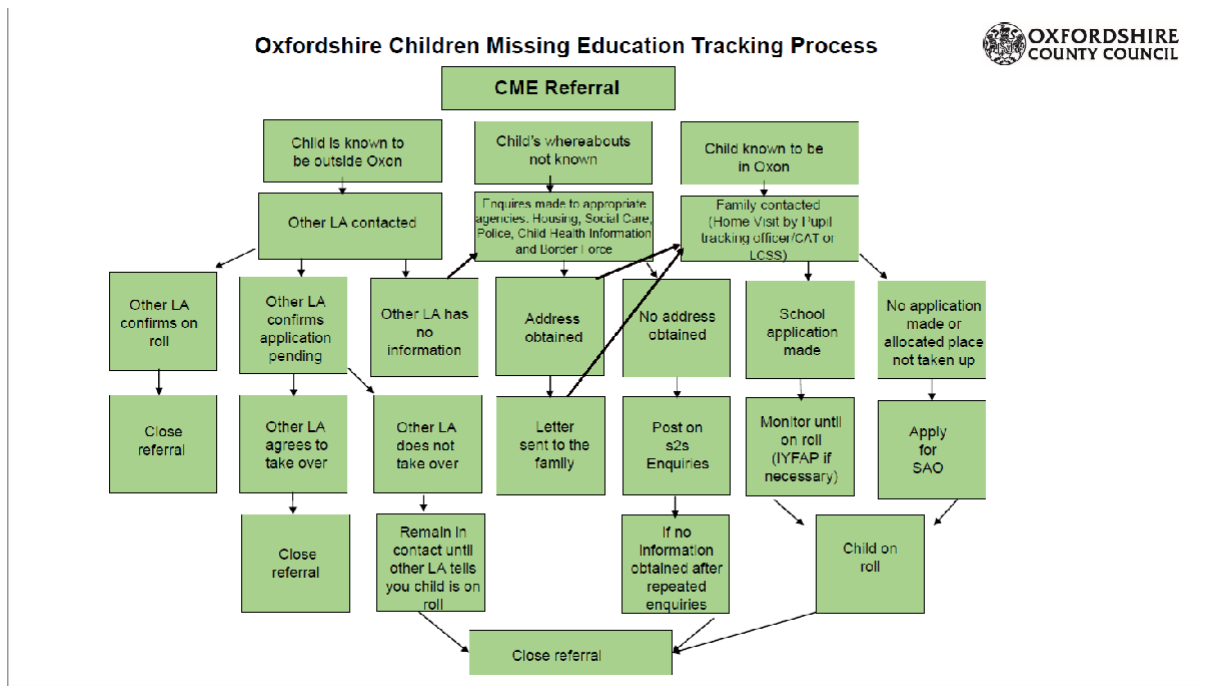 Oxfordshire Children Missing Education Tracking Process
OXFORDSHIRE
COUNTY COUNCIL
CME Referral
Child is known to
be outside Oxon
Child's whereabouts
not known
Child known to be
in Oxon
Other LA contacted
Enquires made to appropriate
agencies: Housing, Social Care,
Police, Child Health Information
and Border Force
Family contacted
(Home Visit by Pupil
tracking officer/CAT or
LCSS)
Other LA
confirms on
roll
Other LA
confirms
application
pending
Other LA has
no
information
Address
obtained
No address
obtained
School
application
made
No application
made or
allocated place
not taken up
Close
referral
Other LA
agrees to
take over
Other LA
does not
take over
Letter
sent to the
family
Post on
s2s
Enquiries
Monitor until
on roll
(IYFAP if
necessary)
Apply
for
SAO
Close
referral
Remain in
contact until
other LA tells
you child is on
roll
If no
information
obtained after
repeated
enquiries
Child on
roll
Close referral